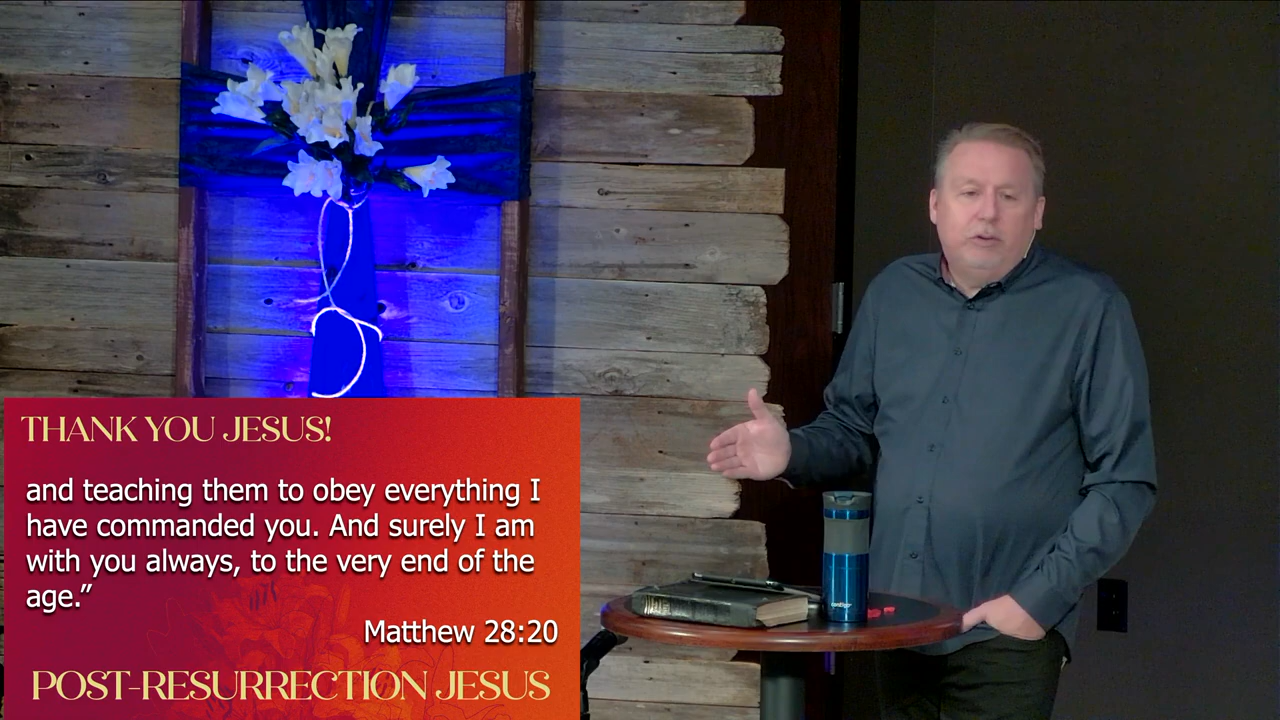 THANK YOU JESUS!
and teaching them to obey everything I
have commanded you. And surely I am
with you always, to the very end of the
age.”
Matthew 28:20
POST-RESURRECTION JESUS
contigo